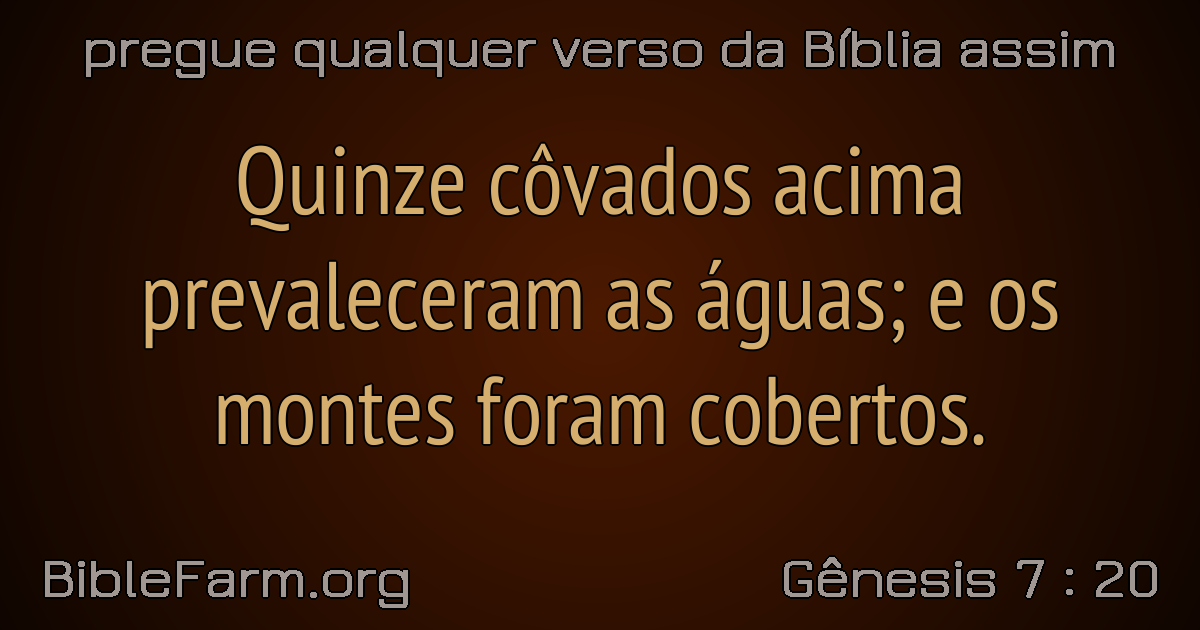 pregue qualquer verso da Bíblia assim
Quinze côvados acima
prevaleceram as águas; e os
montes foram cobertos.
BibleFarm.org
Gênesis 7 : 20